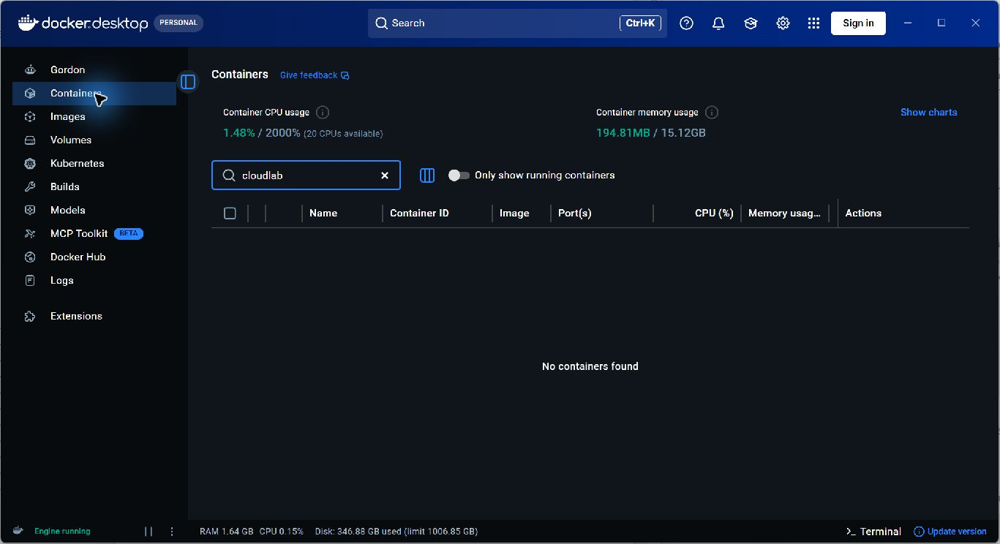 docker.desktop PERSONAL Search Ctrl+K Sign in
Gordon
Containers
Images
Volumes
Kubernetes
Builds
Models
MCP Toolkit BETA
Docker Hub
Logs
Extensions
Containers Give feedback
Container CPU usage
1.48% / 2000% (20 CPUs available)
Container memory usage
194.81MB / 15.12GB
Show charts
cloudlab
Only show running containers
Name Container ID Image Port(s) CPU (%) Memory usag... Actions
No containers found
Engine running RAM 1.64 GB CPU 0.15% Disk: 346.88 GB used (limit 1006.85 GB) >_ Terminal Update version